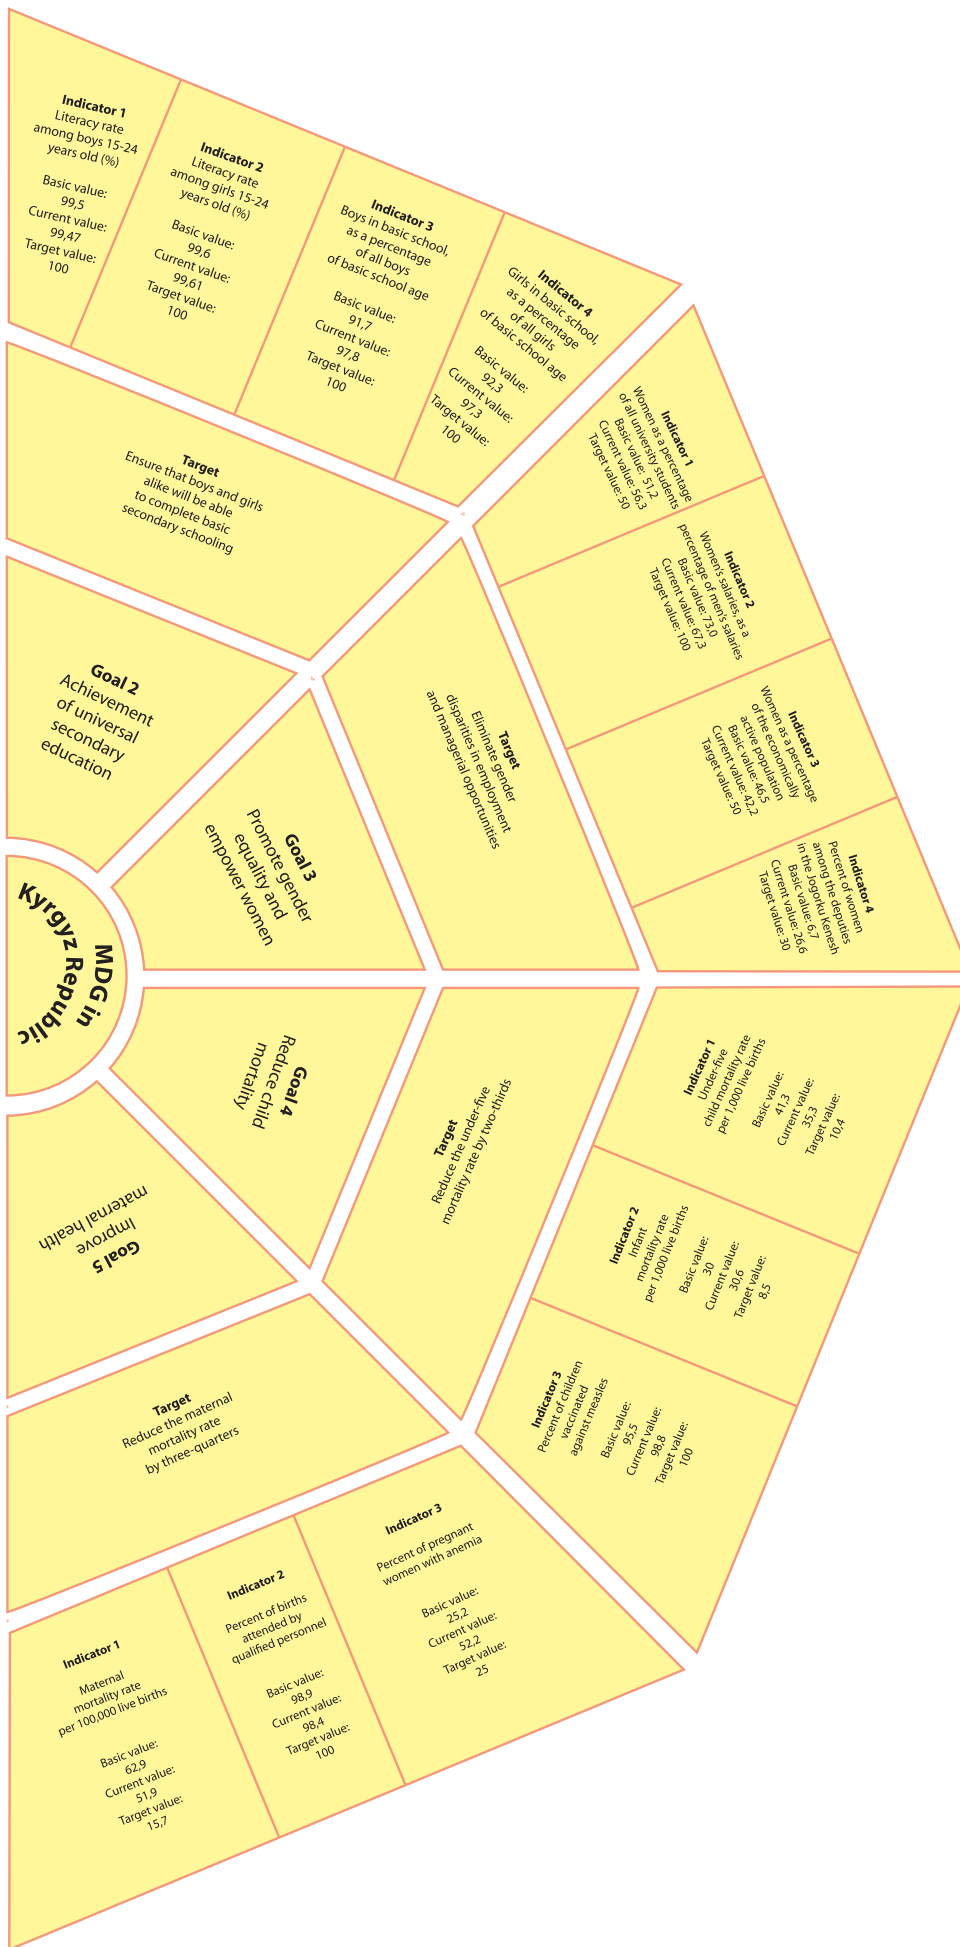 Indicator 1
Literacy rate
among boys 15-24
years old (%)
Basic value:
99,5
Current value:
99,47
Target value:
100
Indicator 2
Literacy rate
among girls 15-24
years old (%)
Basic value:
99,6
Current value:
99,61
Target value:
100
Indicator 3
Boys in basic school,
as a percentage
of all boys
of basic school age
Basic value:
91,7
Current value:
97,8
Target value:
100
Indicator 4
Girls in basic school,
as a percentage
of all girls
of basic school age
Basic value:
92,3
Current value:
97,3
Target value:
100
Target
Ensure that boys and girls
alike will be able
to complete basic
secondary schooling
Goal 2
Achievement
of universal
secondary
education
Indicator 1
Women as a percentage
of all university students
Basic value: 51,2
Current value: 56,3
Target value: 50
Indicator 2
Women's salaries, as a
percentage of men's salaries
Basic value: 73,0
Current value: 67,3
Target value: 100
Indicator 3
Women as a percentage
of the economically
active population
Basic value: 46,5
Current value: 42,2
Target value: 50
Indicator 4
Percent of women
among the deputies
in the Jogorku Kenesh
Basic value: 6,7
Current value: 26,6
Target value: 30
Target
Eliminate gender
disparities in employment
and managerial opportunities
Goal 3
Promote gender
equality and
empower women
MDG in
Kyrgyz Republic
Goal 4
Reduce child
mortality
Target
Reduce the under-five
mortality rate by two-thirds
Indicator 1
Under-five
child mortality rate
per 1,000 live births
Basic value:
41,3
Current value:
35,3
Target value:
10,4
Indicator 2
Infant
mortality rate
per 1,000 live births
Basic value:
30
Current value:
30,6
Target value:
8,5
Indicator 3
Percent of children
vaccinated
against measles
Basic value:
95,5
Current value:
98,8
Target value:
100
Goal 5
Improve
maternal health
Target
Reduce the maternal
mortality rate
by three-quarters
Indicator 1
Maternal
mortality rate
per 100,000 live births
Basic value:
62,9
Current value:
51,9
Target value:
15,7
Indicator 2
Percent of births
attended by
qualified personnel
Basic value:
98,9
Current value:
98,4
Target value:
100
Indicator 3
Percent of pregnant
women with anemia
Basic value:
25,2
Current value:
52,2
Target value:
25